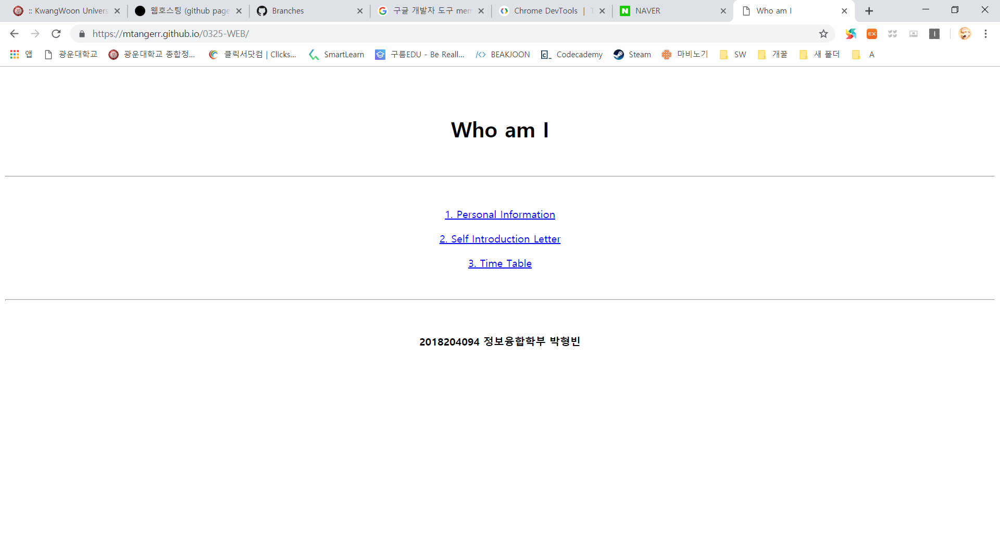 :: KwangWoon Univers
웹호스팅 (github page
Branches
구글 개발자 도구 mem
Chrome DevTools | T
NAVER
Who am I
https://mtangerr.github.io/0325-WEB/
앱
광운대학교
광운대학교 종합정...
클릭서닷컴 | Clicks...
SmartLearn
구름EDU - Be Reall...
BEAKJOON
Codecademy
Steam
마비노기
SW
개꿀
새 폴더
A
Who am I
1. Personal Information
2. Self Introduction Letter
3. Time Table
2018204094 정보융합학부 박형빈